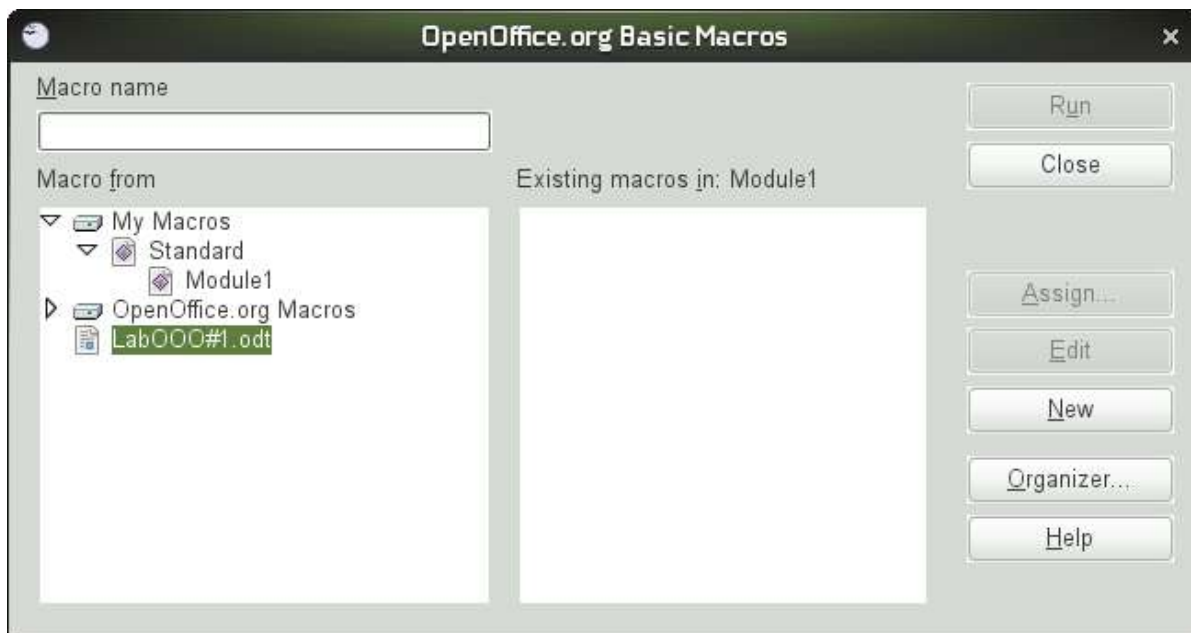 OpenOffice.org Basic Macros
Macro name
Run
Close
Macro from
Existing macros in: Module1
My Macros
Standard
Module1
OpenOffice.org Macros
LabOOO#1.odt
Assign...
Edit
New
Organizer...
Help